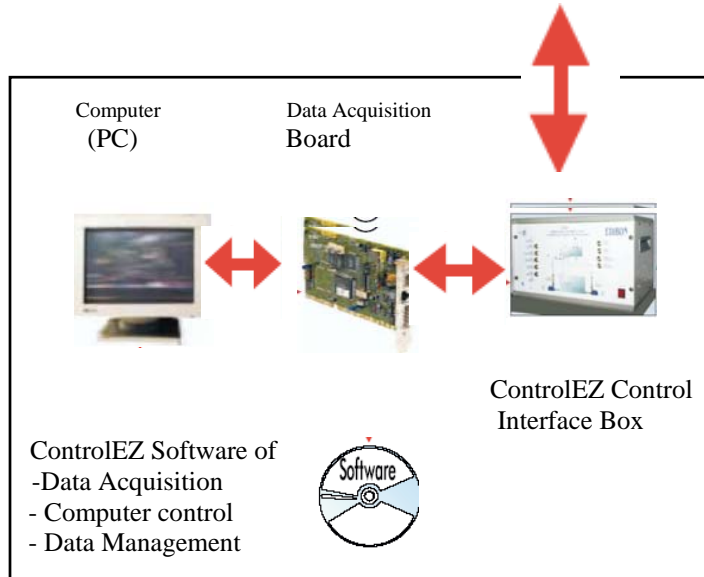 Computer
(PC)
Data Acquisition
Board
ControlEZ Control
Interface Box
ControlEZ Software of
-Data Acquisition
- Computer control
- Data Management
Software